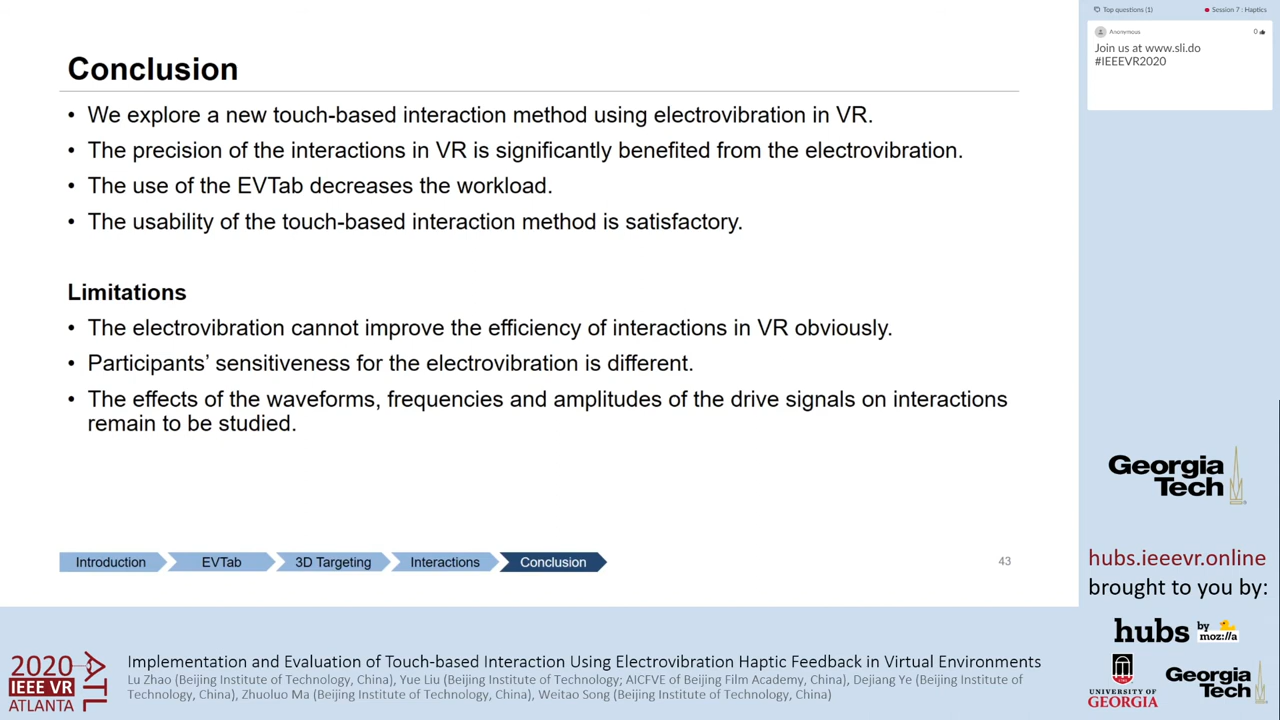 Conclusion
• We explore a new touch-based interaction method using electrovibration in VR.
• The precision of the interactions in VR is significantly benefited from the electrovibration.
• The use of the EVTab decreases the workload.
• The usability of the touch-based interaction method is satisfactory.
Limitations
• The electrovibration cannot improve the efficiency of interactions in VR obviously.
• Participants’ sensitiveness for the electrovibration is different.
• The effects of the waveforms, frequencies and amplitudes of the drive signals on interactions
remain to be studied.
Introduction
EVTab
3D Targeting
Interactions
Conclusion
43
Top questions (1)
Session 7 : Haptics
Anonymous
0
Join us at www.sli.do
#IEEEVR2020
Georgia
Tech
hubs.ieeevr.online
brought to you by:
hubs by
moz://a
UNIVERSITY OF
GEORGIA
Georgia
Tech
2020
IEEE VR
ATLANTA
ATL
Implementation and Evaluation of Touch-based Interaction Using Electrovibration Haptic Feedback in Virtual Environments
Lu Zhao (Beijing Institute of Technology, China), Yue Liu (Beijing Institute of Technology; AICFVE of Beijing Film Academy, China), Dejiang Ye (Beijing Institute of
Technology, China), Zhuoluo Ma (Beijing Institute of Technology, China), Weitao Song (Beijing Institute of Technology, China)